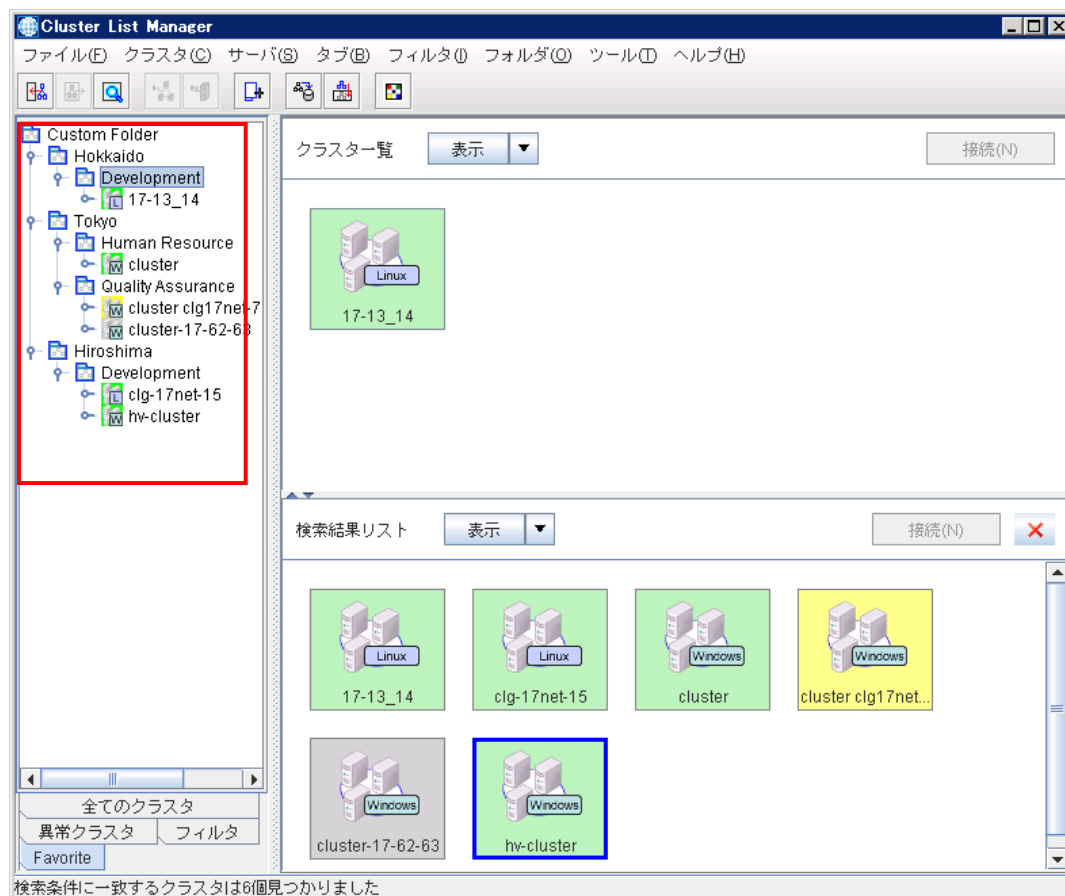 Cluster List Manager
ファイル(F) クラスタ(C) サーバ(S) タブ(B) フィルタ(I) フォルダ(O) ツール(T) ヘルプ(H)
Custom Folder
Hokkaido
Development
17-13_14
Tokyo
Human Resource
cluster
Quality Assurance
cluster clg17net-7
cluster-17-62-63
Hiroshima
Development
clg-17net-15
hv-cluster
全てのクラスタ
異常クラスタ フィルタ
Favorite
クラスター覧 表示 接続(N)
Linux
17-13_14
検索結果リスト 表示 接続(N)
Linux Linux Windows Windows
17-13_14 clg-17net-15 cluster cluster clg17net...
Windows Windows
cluster-17-62-63 hv-cluster
検索条件に一致するクラスタは6個見つかりました